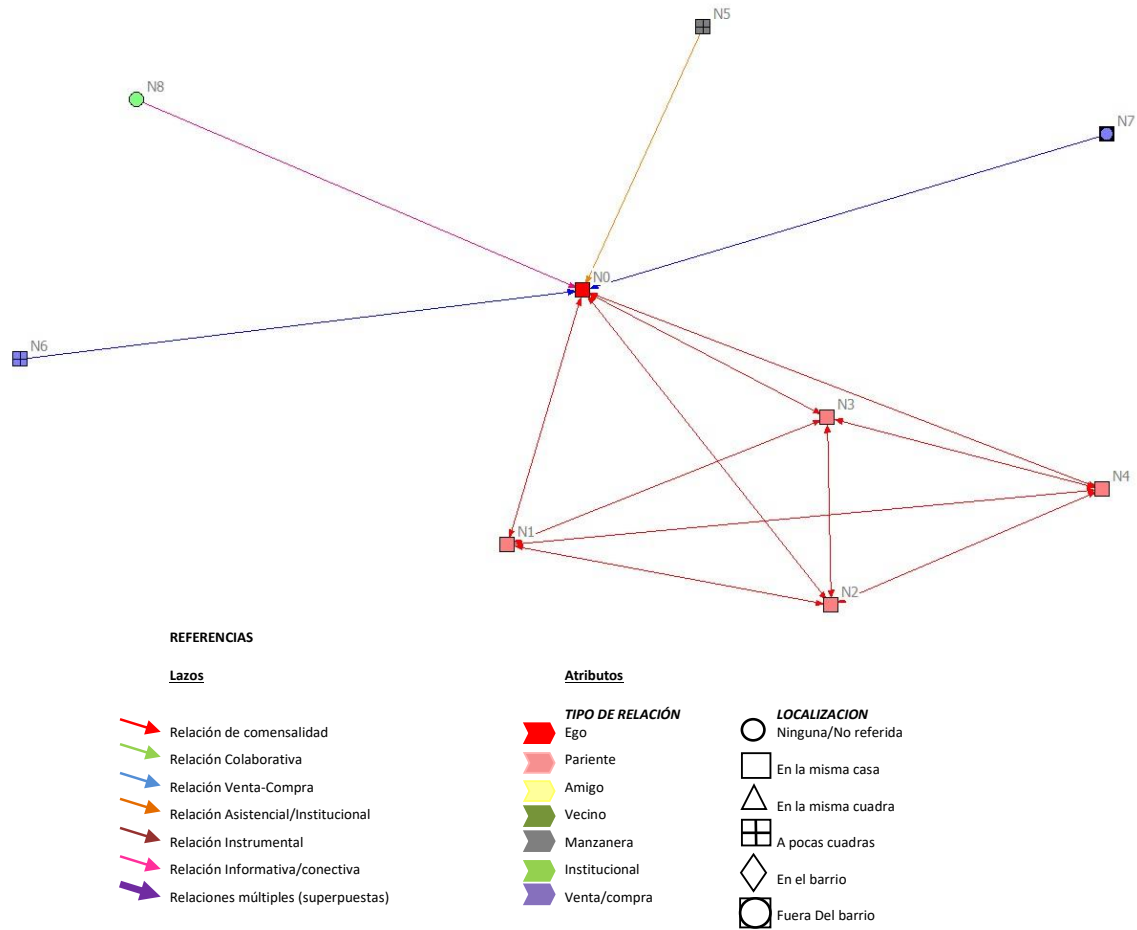 N5
N8
N7
N0
N6
N3
N4
N1
N2
REFERENCIAS
Lazos
Atributos
TIPO DE RELACIÓN
LOCALIZACION
Relación de comensalidad
Ego
Ninguna/No referida
Relación Colaborativa
Pariente
En la misma casa
Relación Venta-Compra
Amigo
En la misma cuadra
Relación Asistencial/Institucional
Vecino
Relación Instrumental
Manzanera
A pocas cuadras
Relación Informativa/conectiva
Institucional
En el barrio
Relaciones múltiples (superpuestas)
Venta/compra
Fuera Del barrio